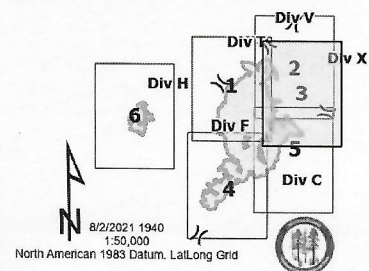 Div V
Div T
Div X
2
Div H
1
3
6
Div F
5
4
Div C
N
8/2/2021 1940
1:50,000
North American 1983 Datum. LatLong Grid